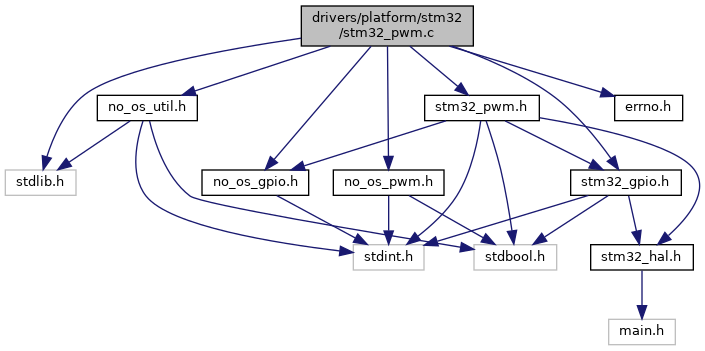 drivers/platform/stm32
/stm32_pwm.c
no_os_util.h
stm32_pwm.h
errno.h
stdlib.h
no_os_gpio.h
no_os_pwm.h
stm32_gpio.h
stdint.h
stdbool.h
stm32_hal.h
main.h